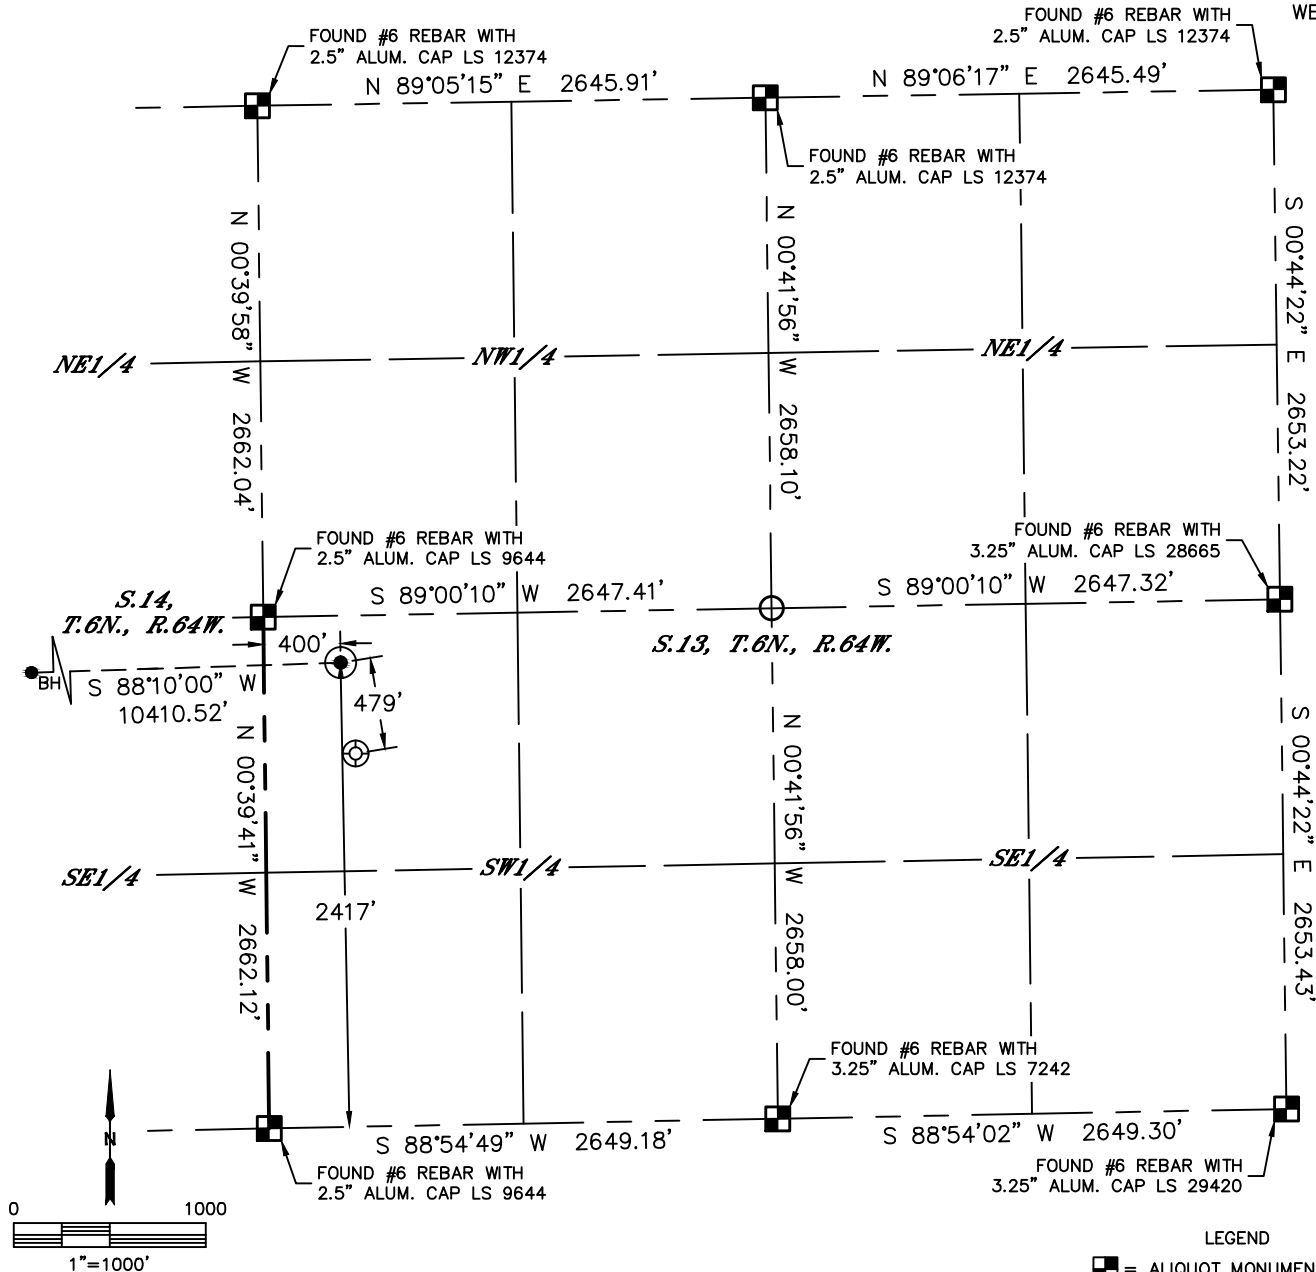 FOUND #6 REBAR WITH
2.5" ALUM. CAP LS 12374
FOUND #6 REBAR WITH
2.5" ALUM. CAP LS 12374
N 89°05'15" E 2645.91'
N 89°06'17" E 2645.49'
FOUND #6 REBAR WITH
2.5" ALUM. CAP LS 12374
N 00°39'58" W 2662.04'
N 00°41'56" W 2658.10'
S 00°44'22" E 2653.22'
NE1/4
NW1/4
NE1/4
FOUND #6 REBAR WITH
2.5" ALUM. CAP LS 9644
FOUND #6 REBAR WITH
3.25" ALUM. CAP LS 28665
S 89°00'10" W 2647.41'
S 89°00'10" W 2647.32'
S.14,
T.6N., R.64W.
400'
S.13, T.6N., R.64W.
BH
S 88°10'00" W
10410.52'
479'
N 00°39'41" W 2662.12'
N 00°41'56" W 2658.00'
S 00°44'22" E 2653.43'
SE1/4
SW1/4
SE1/4
2417'
FOUND #6 REBAR WITH
3.25" ALUM. CAP LS 7242
S 88°54'49" W 2649.18'
S 88°54'02" W 2649.30'
N
FOUND #6 REBAR WITH
2.5" ALUM. CAP LS 9644
FOUND #6 REBAR WITH
3.25" ALUM. CAP LS 29420
0 1000
1"=1000'
LEGEND
= ALIQUOT